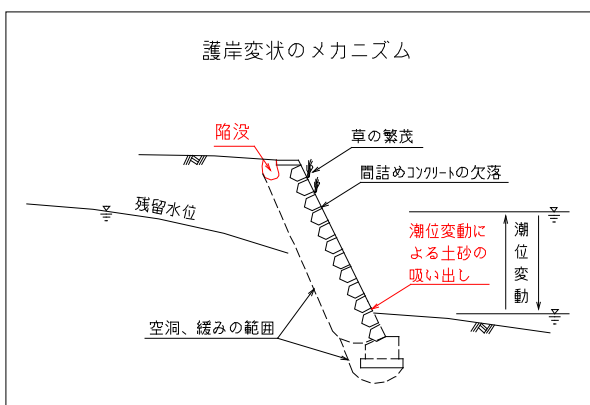 護岸変状のメカニズム
陥没
草の繁茂
間詰めコンクリートの欠落
残留水位
潮位変動に
よる土砂の
吸い出し
潮位変動
空洞、緩みの範囲